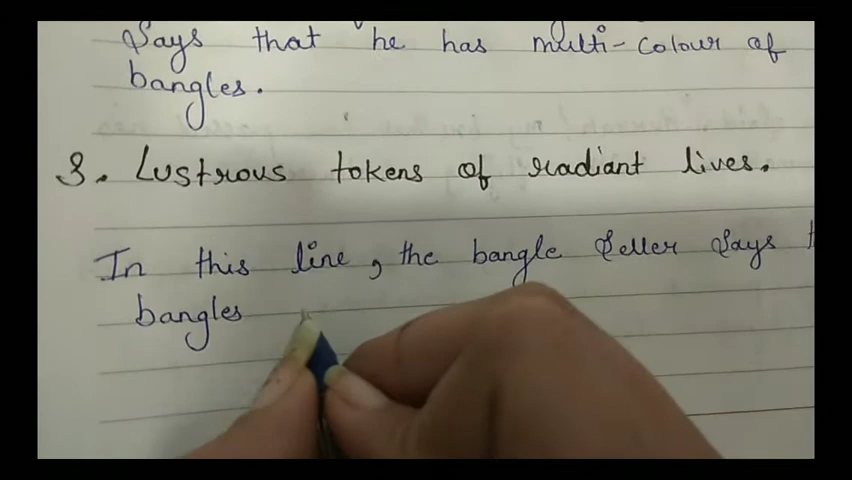 Says that he has multi-colour of
bangles.
3. Lustrous tokens of radiant lives.
In this line, the bangle Seller Says
bangles